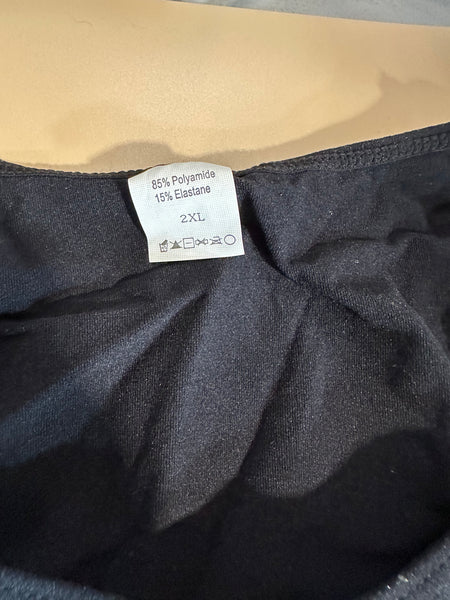 85% Polyamide
15% Elastane
2XL